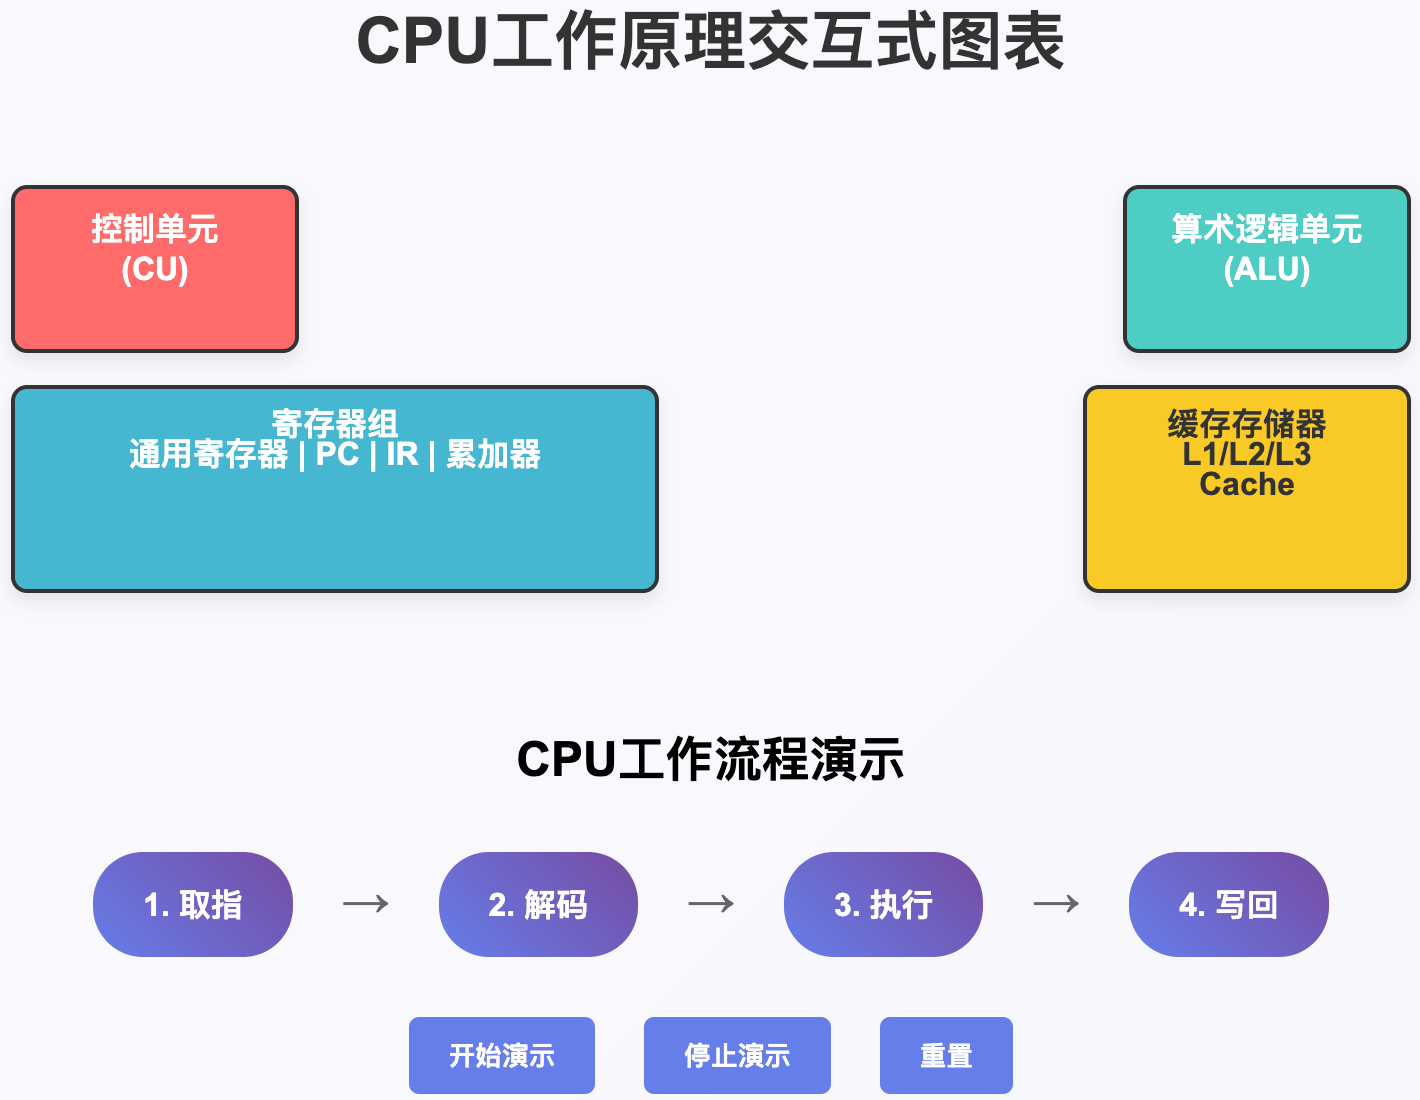 CPU工作原理交互式图表
控制单元
(CU)
算术逻辑单元
(ALU)
寄存器组
通用寄存器 | PC | IR | 累加器
缓存存储器
L1/L2/L3
Cache
CPU工作流程演示
1. 取指
→
2. 解码
→
3. 执行
→
4. 写回
开始演示
停止演示
重置